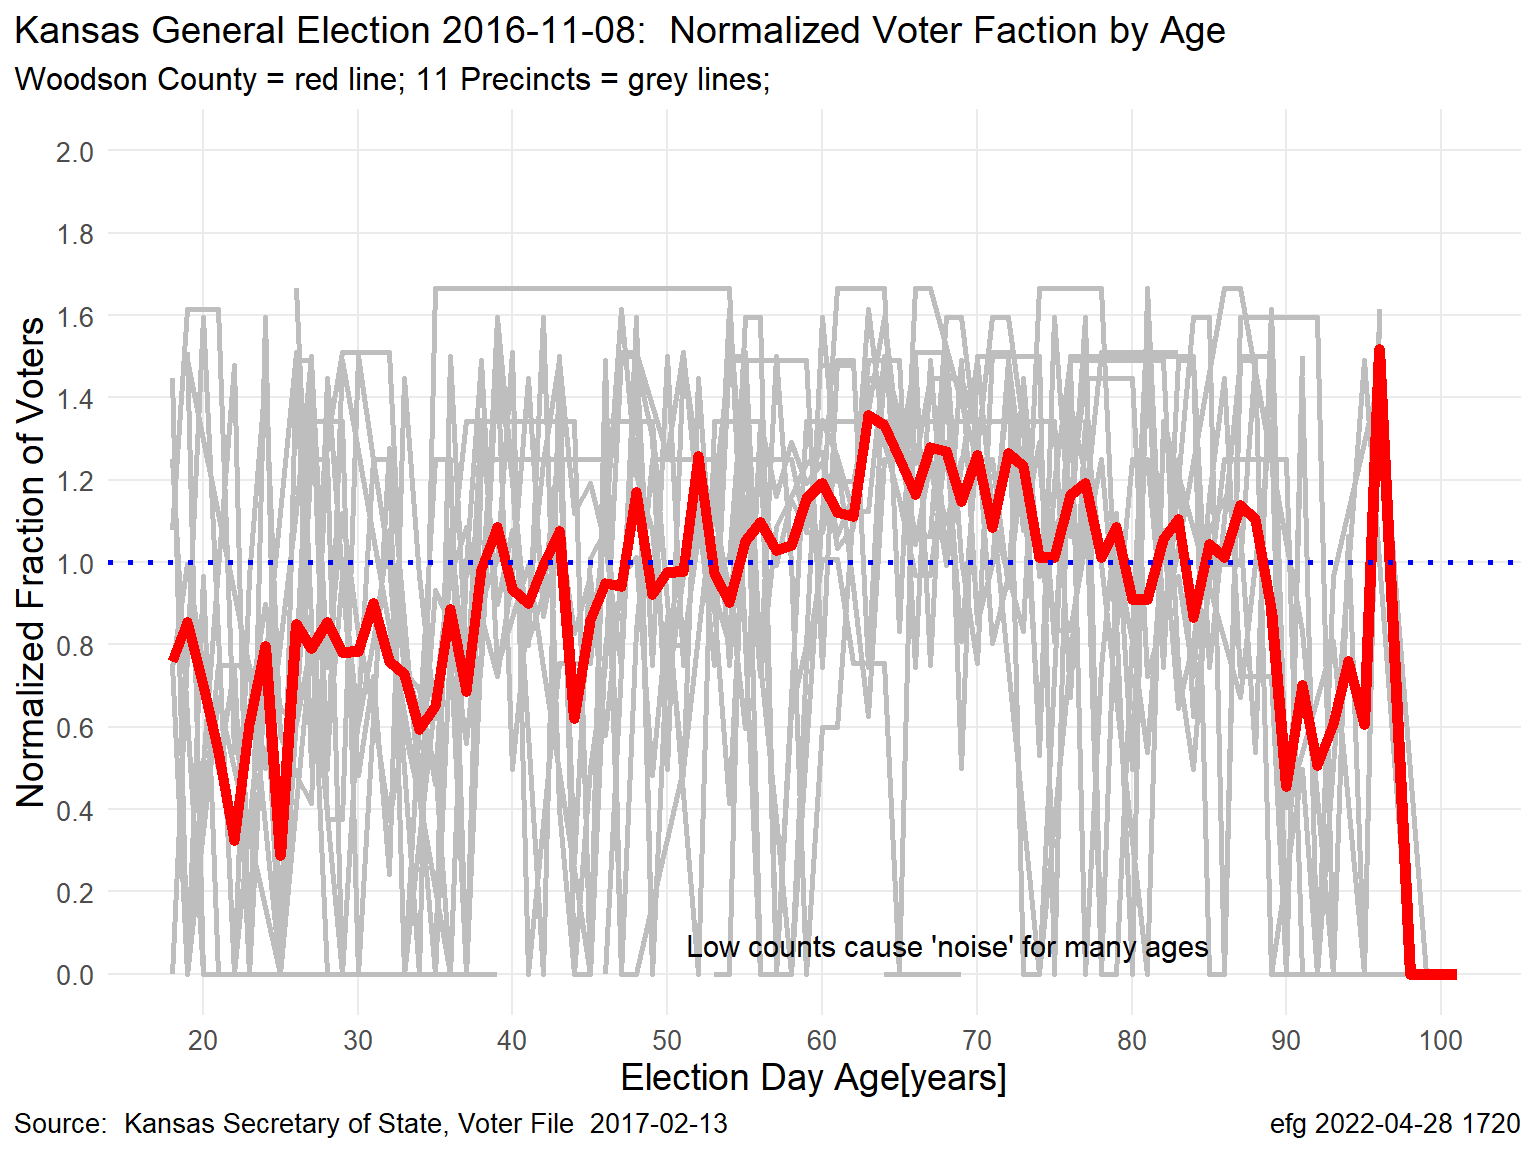 Kansas General Election 2016-11-08:  Normalized Voter Faction by Age
Woodson County = red line; 11 Precincts = grey lines;
Normalized Fraction of Voters
2.0
1.8
1.6
1.4
1.2
1.0
0.8
0.6
0.4
0.2
0.0
Low counts cause 'noise' for many ages
20 30 40 50 60 70 80 90 100
Election Day Age[years]
Source:  Kansas Secretary of State, Voter File  2017-02-13
efg 2022-04-28 1720